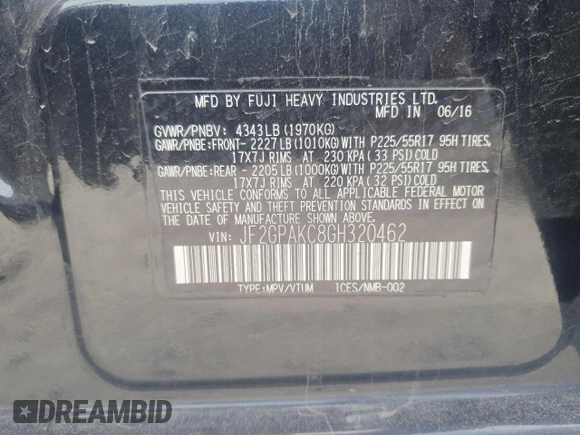 MFD BY FUJI HEAVY INDUSTRIES LTD.
MFD IN 06/16
GVWR/PNBV: 4343LB (1970KG)
GAWR/PNBE:FRONT- 2227LB(1010KG)WITH P225/55R17 95H TIRES,
17X7J RIMS AT 230 KPA( 33 PSI)COLD
GAWR/PNBE:REAR - 2205LB(1000KG)WITH P225/55R17 95H TIRES,
17X7J RIMS AT 220 KPA( 32 PSI)COLD
THIS VEHICLE CONFORMS TO ALL APPLICABLE FEDERAL MOTOR
VEHICLE SAFETY AND THEFT PREVENTION STANDARDS IN EFFECT ON
THE DATE OF MANUFACTURE SHOWN ABOVE.
VIN: JF2GPAKC8GH320462
TYPE:MPV/VTUM ICES/NMB-002
DREAMBID